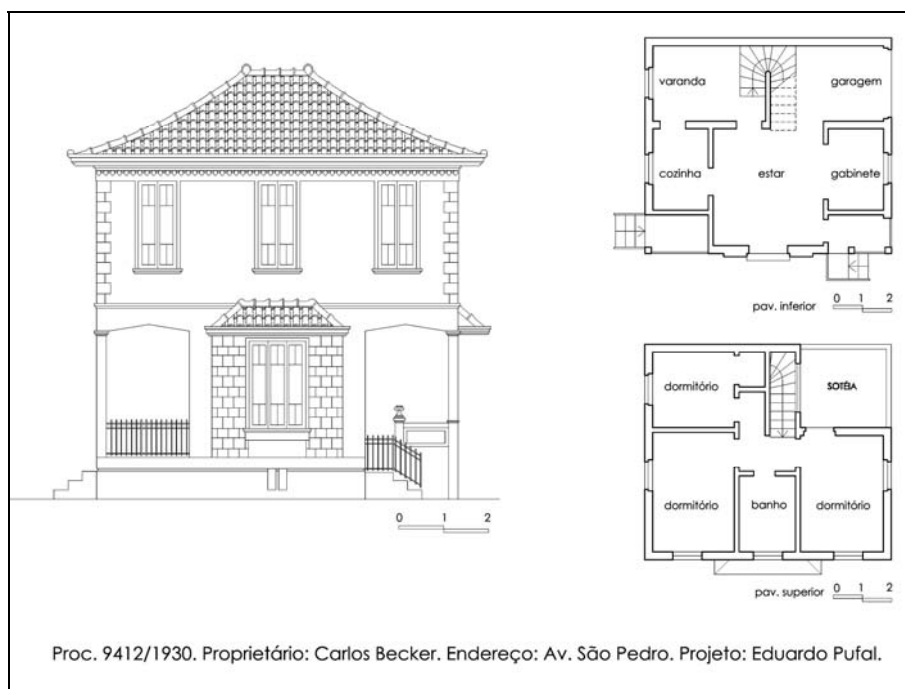 varanda
garagem
cozinha
estar
gabinete
pav. inferior
0 1 2
dormitório
SOTÉIA
dormitório
banho
dormitório
pav. superior
0 1 2
0 1 2
Proc. 9412/1930. Proprietário: Carlos Becker. Endereço: Av. São Pedro. Projeto: Eduardo Pufal.